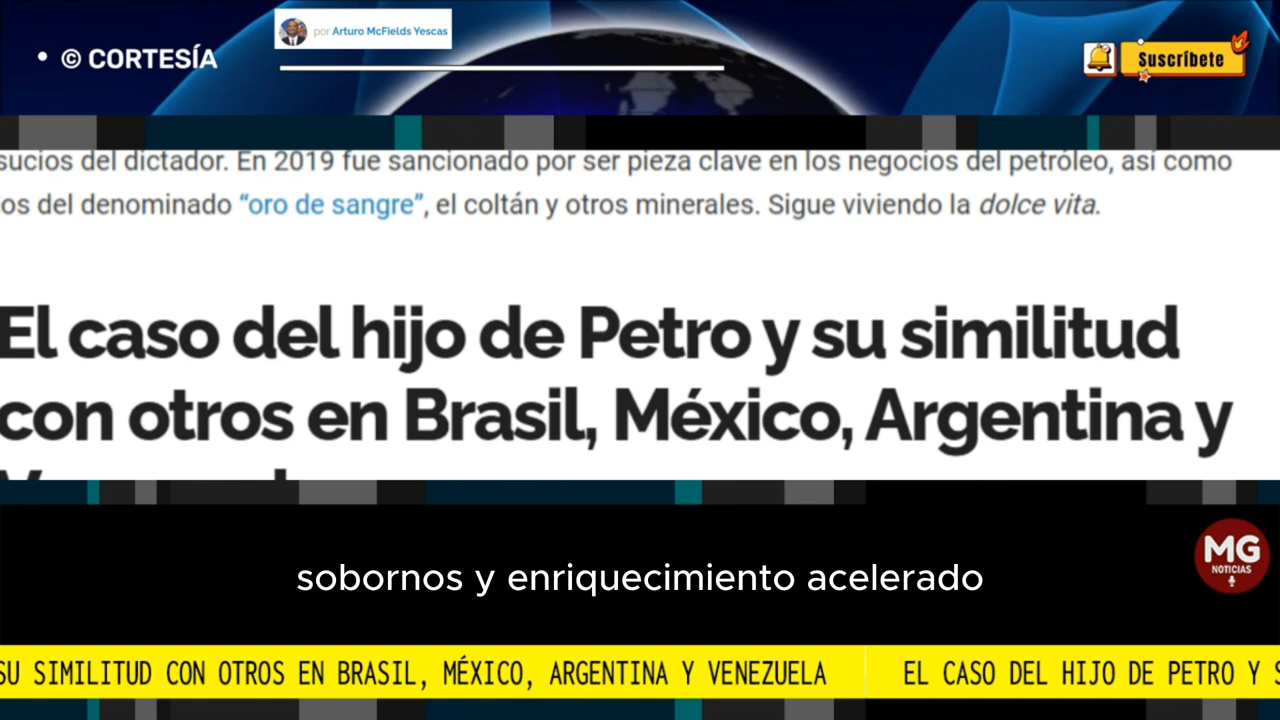 por Arturo McFields Yescas
• © CORTESÍA
Suscríbete
sucios del dictador. En 2019 fue sancionado por ser pieza clave en los negocios del petróleo, así como
os del denominado “oro de sangre”, el coltán y otros minerales. Sigue viviendo la dolce vita.
El caso del hijo de Petro y su similitud
con otros en Brasil, México, Argentina y
sobornos y enriquecimiento acelerado
MG
NOTICIAS
SU SIMILITUD CON OTROS EN BRASIL, MÉXICO, ARGENTINA Y VENEZUELA EL CASO DEL HIJO DE PETRO Y S